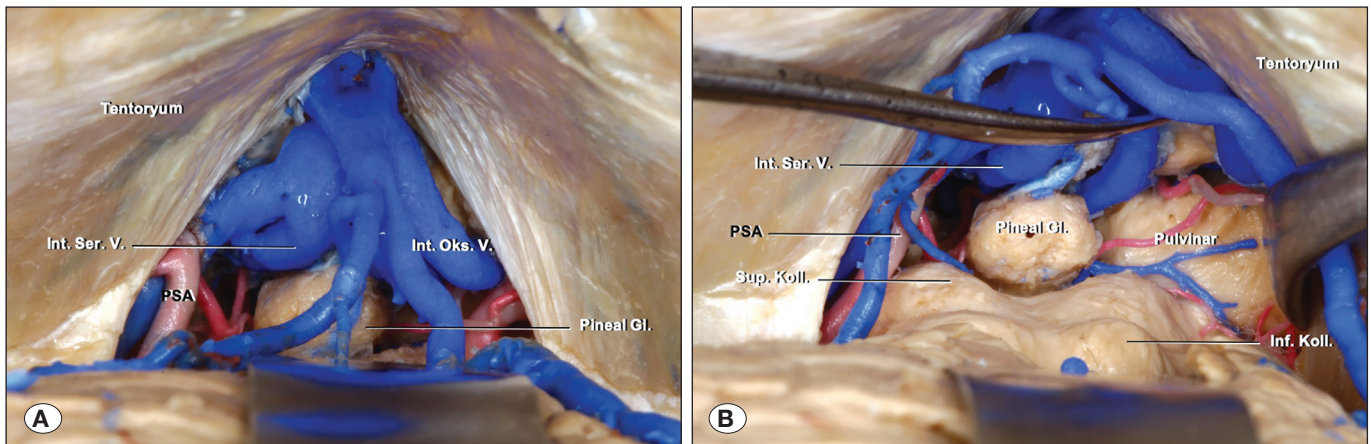 Tentoryum
Int. Ser. V.
Int. Oks. V.
PSA
Pineal Gl.
A
Tentoryum
Int. Ser. V.
PSA
Pineal Gl.
Pulvinar
Sup. Koll.
Inf. Koll.
B